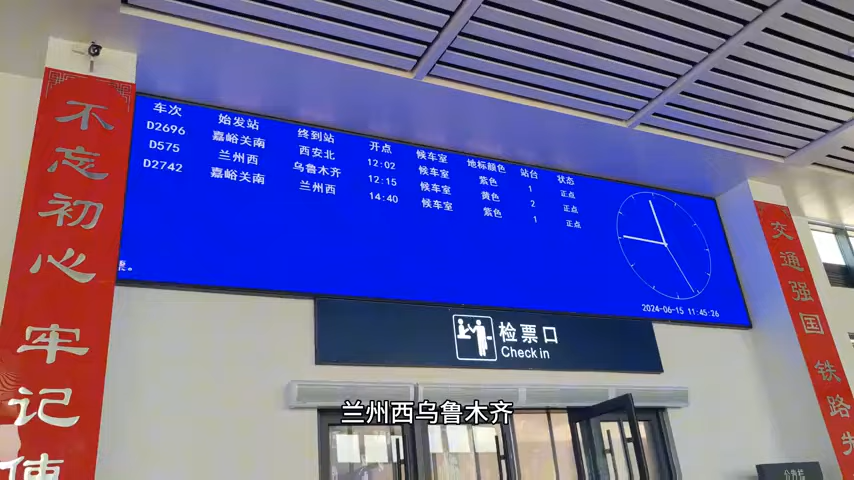 不忘初心 牢记使
车次 始发站 终到站 开点 候车室 地标颜色 站台 状态
D2696 嘉峪关南 西安北 12:02 候车室 紫色 1 正点
D575 兰州西 乌鲁木齐 12:15 候车室 黄色 2 正点
D2742 嘉峪关南 兰州西 14:40 候车室 紫色 1 正点
2024-06-15 11:45:26
检票口
Check in
交通强国 铁路先
兰州西乌鲁木齐